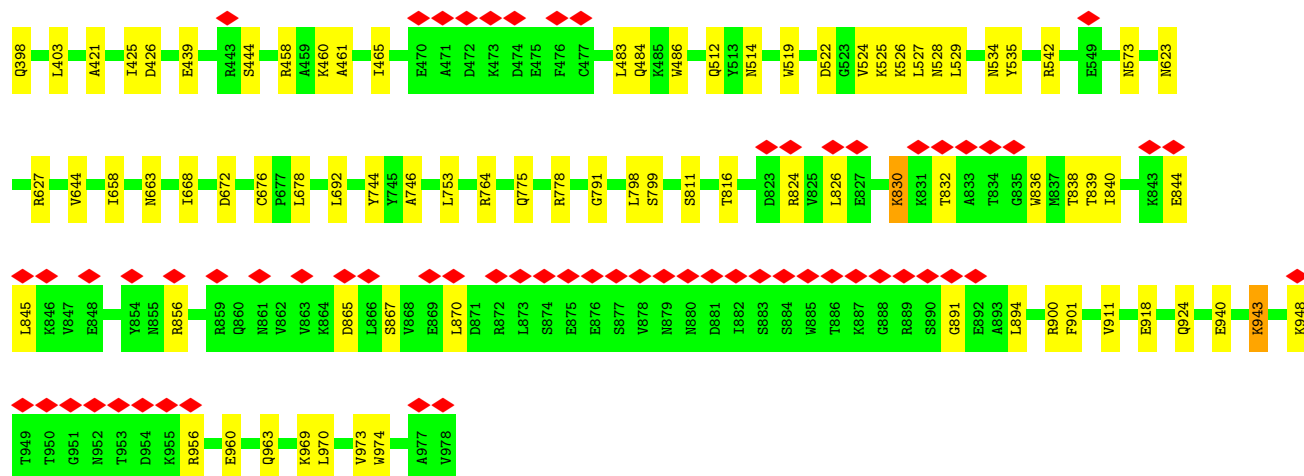 Q398 L403 A421 I425 D426 E439 R443 S444 R458 A459 K460 A461 I465 E470 A471 D472 K473 D474 E475 F476 C477 L483 Q484 K485 W486 Q512 Y513 N514 W519 D522 G523 V524 K525 K526 L527 N528 L529 N534 Y535 R542 E549 N573 N623
R627 V644 I658 N663 I668 D672 C676 P677 L678 L692 Y744 Y745 A746 L753 R764 Q775 R778 G791 L798 S799 S811 T816 D823 R824 V825 L826 E827 K830 K831 T832 A833 T834 G835 W836 M837 T838 T839 I840 K843 E844
L845 K846 V847 E848 Y854 N855 R856 R859 Q860 N861 V862 V863 K864 D865 L866 S867 V868 E869 L870 D871 R872 L873 S874 E875 E876 S877 V878 N879 N880 D881 I882 S883 S884 W885 T886 K887 G888 R889 S890 G891 E892 A893 L894 R900 F901 V911 E918 Q924 E940 K943 K948
T949 T950 G951 N952 T953 D954 K955 R956 E960 Q963 K969 L970 V973 W974 A977 V978